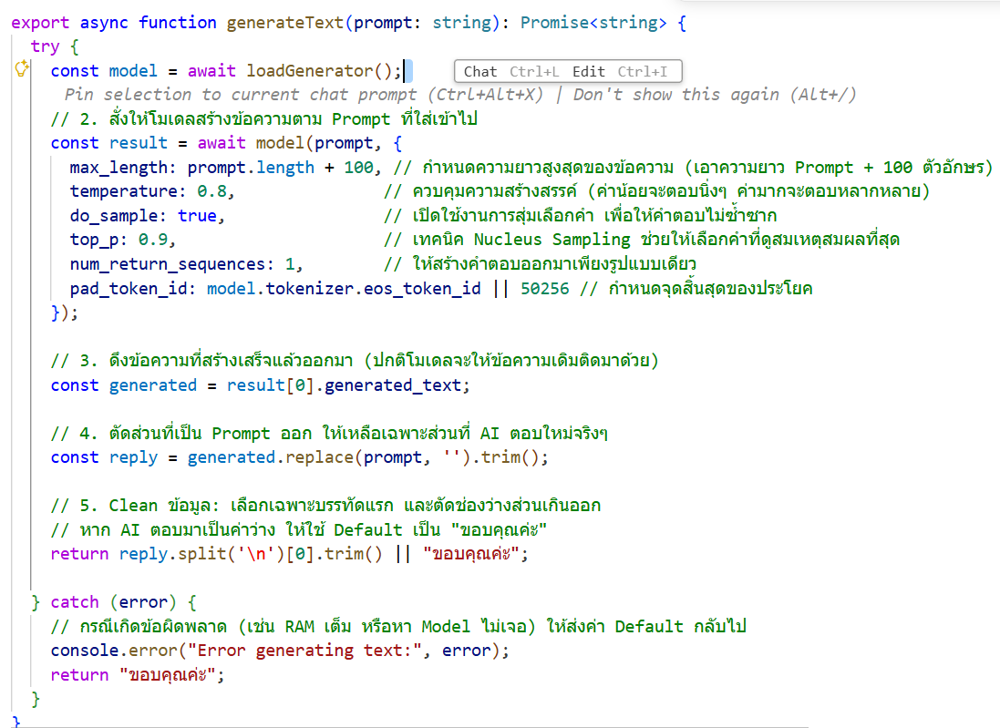 export async function generateText(prompt: string): Promise<string> {
try {
const model = await loadGenerator();
Chat Ctrl+L Edit Ctrl+I
Pin selection to current chat prompt (Ctrl+Alt+X) | Don't show this again (Alt+/)
// 2. สั่งให้โมเดลสร้างข้อความตาม Prompt ที่ใส่เข้าไป
const result = await model(prompt, {
max_length: prompt.length + 100, // กำหนดความยาวสูงสุดของข้อความ (เอาความยาว Prompt + 100 ตัวอักษร)
temperature: 0.8, // ควบคุมความสร้างสรรค์ (ค่าน้อยจะตอบนิ่งๆ ค่ามากจะตอบหลากหลาย)
do_sample: true, // เปิดใช้งานการสุ่มเลือกคำ เพื่อให้คำตอบไม่ซ้ำซาก
top_p: 0.9, // เทคนิค Nucleus Sampling ช่วยให้เลือกคำที่ดูสมเหตุสมผลที่สุด
num_return_sequences: 1, // ให้สร้างคำตอบออกมาเพียงรูปแบบเดียว
pad_token_id: model.tokenizer.eos_token_id || 50256 // กำหนดจุดสิ้นสุดของประโยค
});
// 3. ดึงข้อความที่สร้างเสร็จแล้วออกมา (ปกติโมเดลจะให้ข้อความเดิมติดมาด้วย)
const generated = result[0].generated_text;
// 4. ตัดส่วนที่เป็น Prompt ออก ให้เหลือเฉพาะส่วนที่ AI ตอบใหม่จริงๆ
const reply = generated.replace(prompt, '').trim();
// 5. Clean ข้อมูล: เลือกเฉพาะบรรทัดแรก และตัดช่องว่างส่วนเกินออก
// หาก AI ตอบมาเป็นค่าว่าง ให้ใช้ Default เป็น "ขอบคุณค่ะ"
return reply.split('\n')[0].trim() || "ขอบคุณค่ะ";
} catch (error) {
// กรณีเกิดข้อผิดพลาด (เช่น RAM เต็ม หรือหา Model ไม่เจอ) ให้ส่งค่า Default กลับไป
console.error("Error generating text:", error);
return "ขอบคุณค่ะ";
}
}